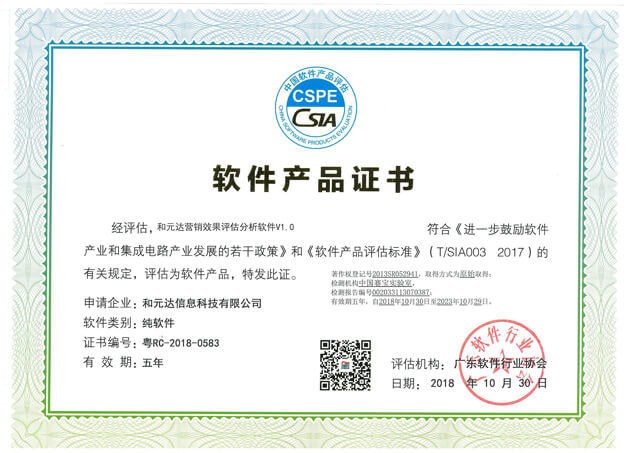 中国软件产品评估
CSPE
CSIA
CHINA SOFTWARE PRODUCTS EVALUATION
软件产品证书
经评估，和元达营销效果评估分析软件V1.0 符合《进一步鼓励软件
产业和集成电路产业发展的若干政策》和《软件产品评估标准》（T/SIA003 2017）的
有关规定，评估为软件产品，特发此证。
著作权登记号2013SR052941，取得方式为原始取得；
检测机构中国赛宝实验室，
检测报告编号002033113070387；
有效期五年，自2018年10月30日至2023年10月29日。
申请企业：和元达信息科技有限公司
软件类别：纯软件
证书编号：粤RC-2018-0583
有 效 期：五年
评估机构：广东软件行业协会
日期： 2018 年 10 月 30 日
广东软件行业协会